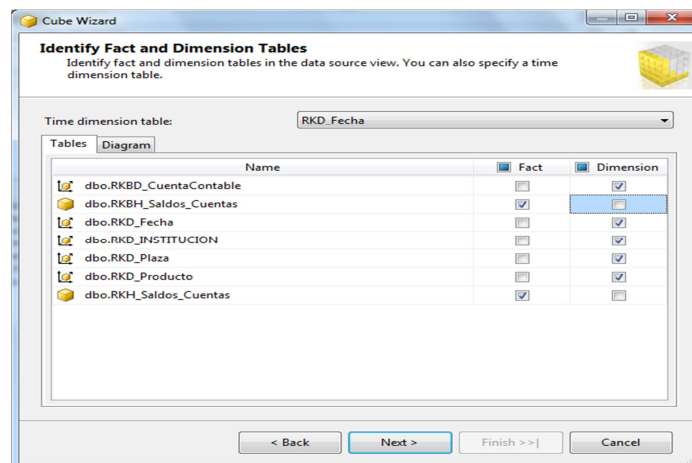 Cube Wizard
Identify Fact and Dimension Tables
Identify fact and dimension tables in the data source view. You can also specify a time
dimension table.
Time dimension table:
RKD_Fecha
Tables
Diagram
Name
Fact
Dimension
dbo.RKBD_CuentaContable
dbo.RKBH_Saldos_Cuentas
dbo.RKD_Fecha
dbo.RKD_INSTITUCION
dbo.RKD_Plaza
dbo.RKD_Producto
dbo.RKH_Saldos_Cuentas
< Back
Next >
Finish >>|
Cancel